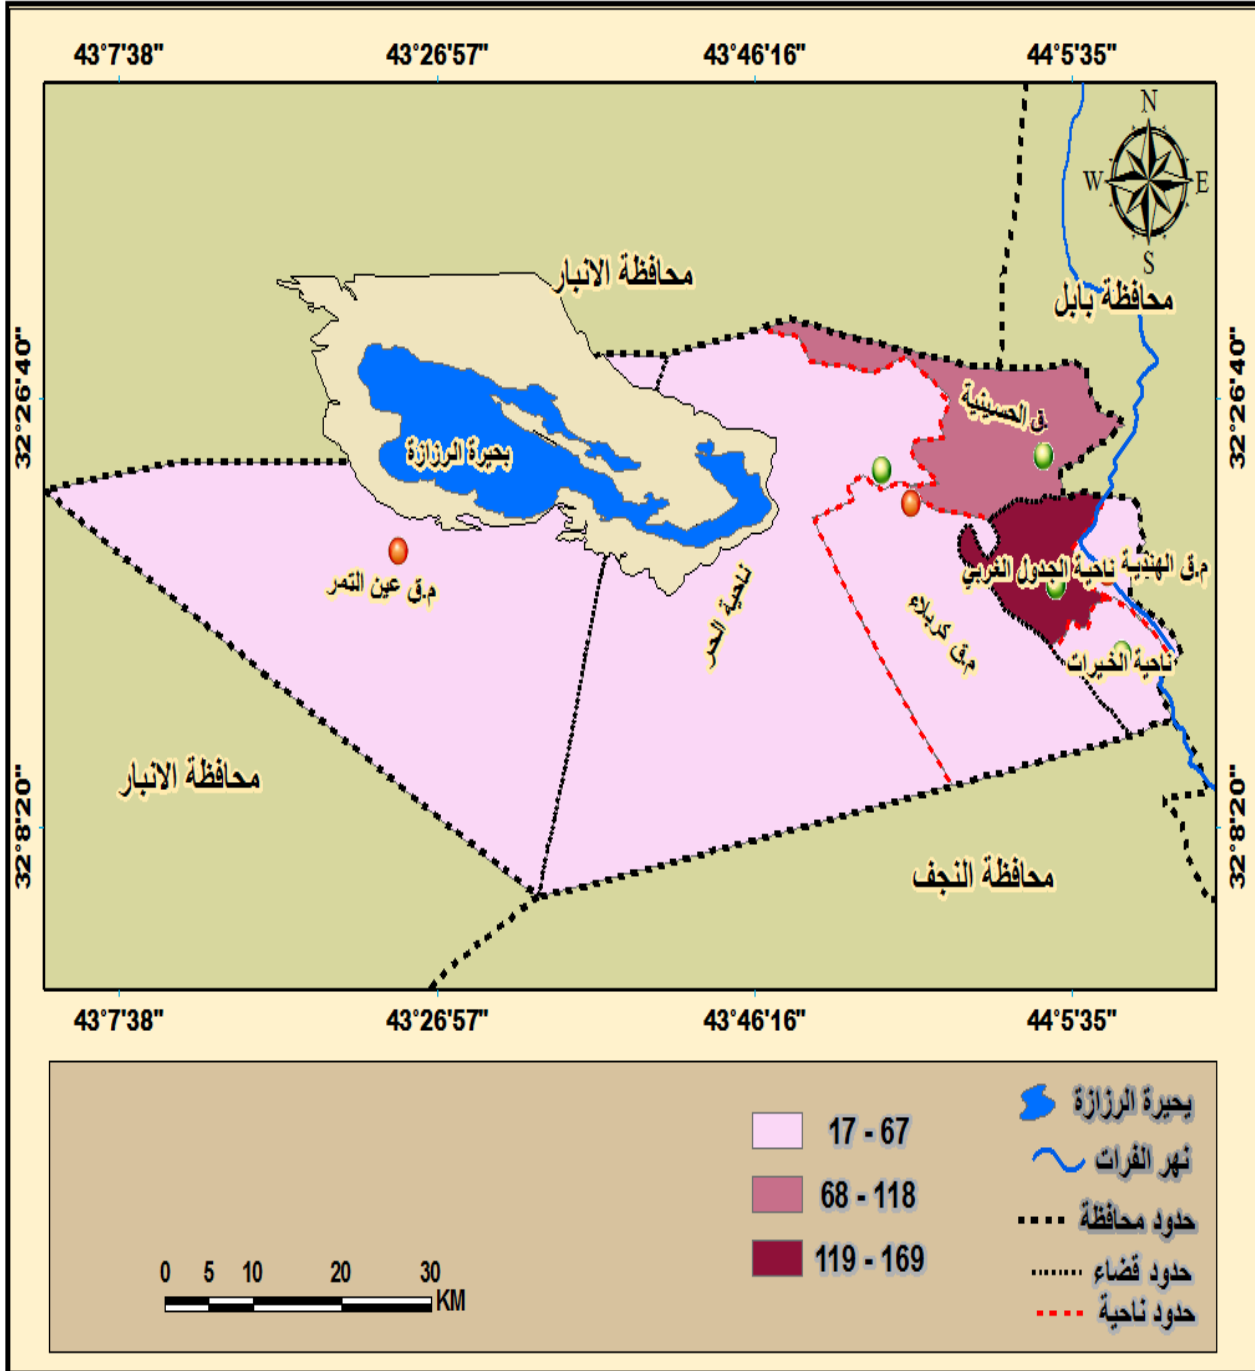 43°7'38"
43°26'57"
43°46'16"
44°5'35"
N
W
E
S
محافظة الانبار
محافظة بابل
32°26'40"
32°26'40"
ق الحسينية.
بحيرة الرزازة
م.ق عين التمر
ناحية الحر
م.ق كربلاء
ناحية الجدول الغربي
م.ق الهندية
ناحية الخيرات
محافظة الانبار
محافظة النجف
32°8'20"
32°8'20"
43°7'38"
43°26'57"
43°46'16"
44°5'35"
بحيرة الرزازة
نهر الفرات
حدود محافظة
حدود قضاء
حدود ناحية
17 - 67
68 - 118
119 - 169
0 5 10 20 30
KM